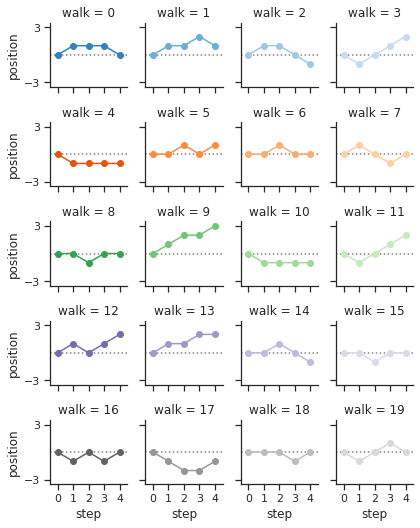 walk = 0 walk = 1 walk = 2 walk = 3
3
position
−3
walk = 4 walk = 5 walk = 6 walk = 7
3
position
−3
walk = 8 walk = 9 walk = 10 walk = 11
3
position
−3
walk = 12 walk = 13 walk = 14 walk = 15
3
position
−3
walk = 16 walk = 17 walk = 18 walk = 19
3
position
−3
0 1 2 3 4 0 1 2 3 4 0 1 2 3 4 0 1 2 3 4
step step step step